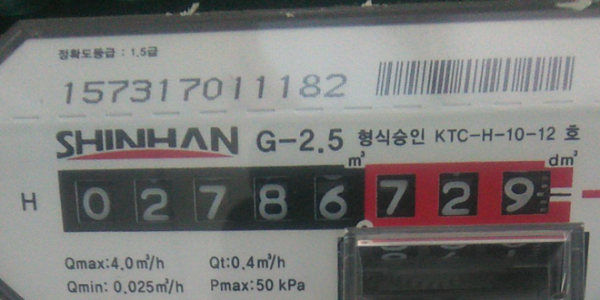 정확도등급 : 1.5급
157317011182
SHINHAN G-2.5 형식승인 KTC-H-10-12 호
m³ dm³
H 02786729
Qmax:4.0㎥/h Qt:0.4㎥/h
Qmin: 0.025㎥/h Pmax:50 kPa